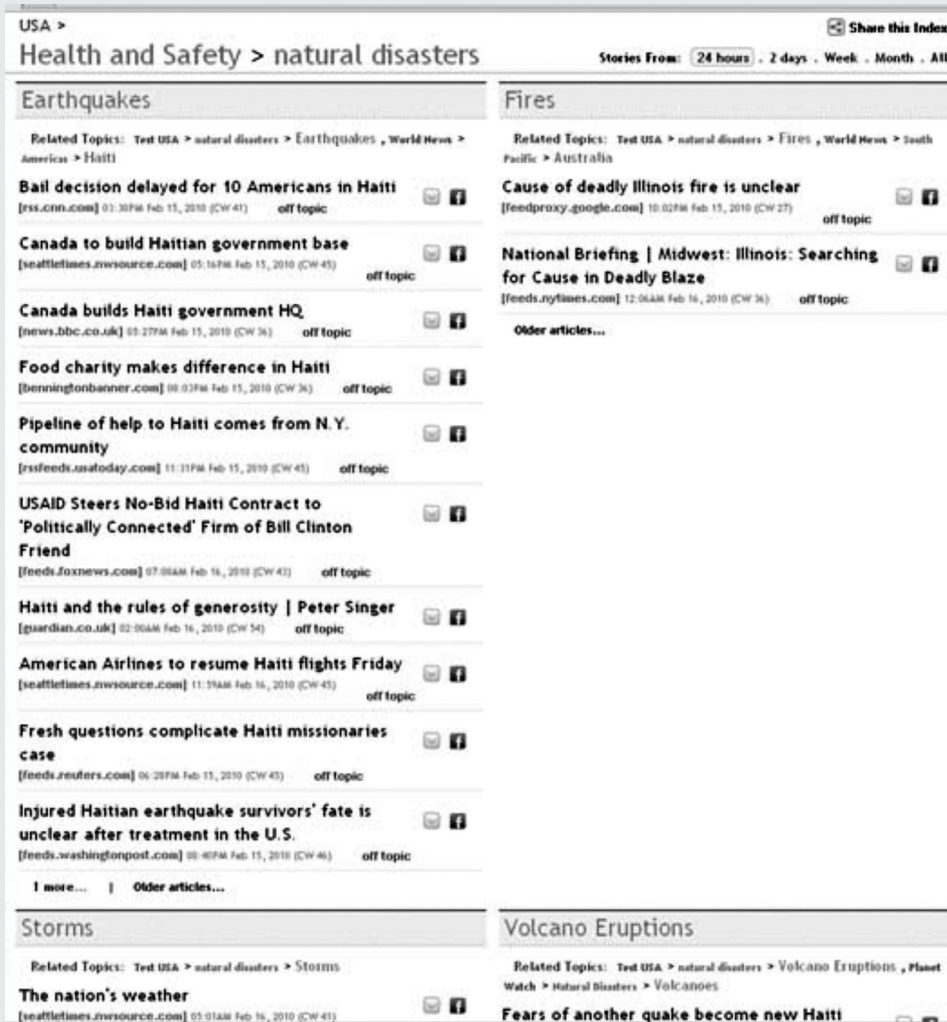 USA >
Share this Index
Health and Safety > natural disasters
Stories From: 24 hours . 2 days . Week . Month . All
Earthquakes
Related Topics: Test USA > natural disasters > Earthquakes , World News >
Americas > Haiti
Bail decision delayed for 10 Americans in Haiti
[rss.cnn.com] 03:30PM Feb 15, 2010 (CW 41) off topic
Canada to build Haitian government base
[seattletimes.nwsource.com] 05:16PM Feb 15, 2010 (CW 45)
off topic
Canada builds Haiti government HQ
[news.bbc.co.uk] 05:27PM Feb 15, 2010 (CW 36) off topic
Food charity makes difference in Haiti
[benningtonbanner.com] 08:03PM Feb 15, 2010 (CW 36) off topic
Pipeline of help to Haiti comes from N.Y.
community
[rssfeeds.usatoday.com] 11:31PM Feb 15, 2010 (CW 45) off topic
USAID Steers No-Bid Haiti Contract to
'Politically Connected' Firm of Bill Clinton
Friend
[feeds.foxnews.com] Feb 16, 2010 off topic
Haiti and the rules of generosity | Peter Singer
[guardian.co.uk] 02:00AM Feb 16, 2010 (CW 54) off topic
American Airlines to resume Haiti flights Friday
[seattletimes.nwsource.com] 11:59AM Feb 16, 2010 (CW 45)
off topic
Fresh questions complicate Haiti missionaries
case
[feeds.reuters.com] 06:28PM Feb 15, 2010 (CW 45) off topic
Injured Haitian earthquake survivors' fate is
unclear after treatment in the U.S.
[feeds.washingtonpost.com] 08:40PM Feb 15, 2010 (CW 46) off topic
1 more... | Older articles...
Fires
Related Topics: Test USA > natural disasters > Fires , World News > South
Pacific > Australia
Cause of deadly Illinois fire is unclear
[feedproxy.google.com] 10:02PM Feb 15, 2010 (CW 27)
off topic
National Briefing | Midwest: Illinois: Searching
for Cause in Deadly Blaze
[feeds.nytimes.com] 12:06AM Feb 16, 2010 (CW 36) off topic
Older articles...
Storms
Related Topics: Test USA > natural disasters > Storms
The nation's weather
[seattletimes.nwsource.com] 05:01AM Feb 16, 2010 (CW 41)
Volcano Eruptions
Related Topics: Test USA > natural disasters > Volcano Eruptions , Planet
Watch > Natural Disasters > Volcanoes
Fears of another quake become new Haiti